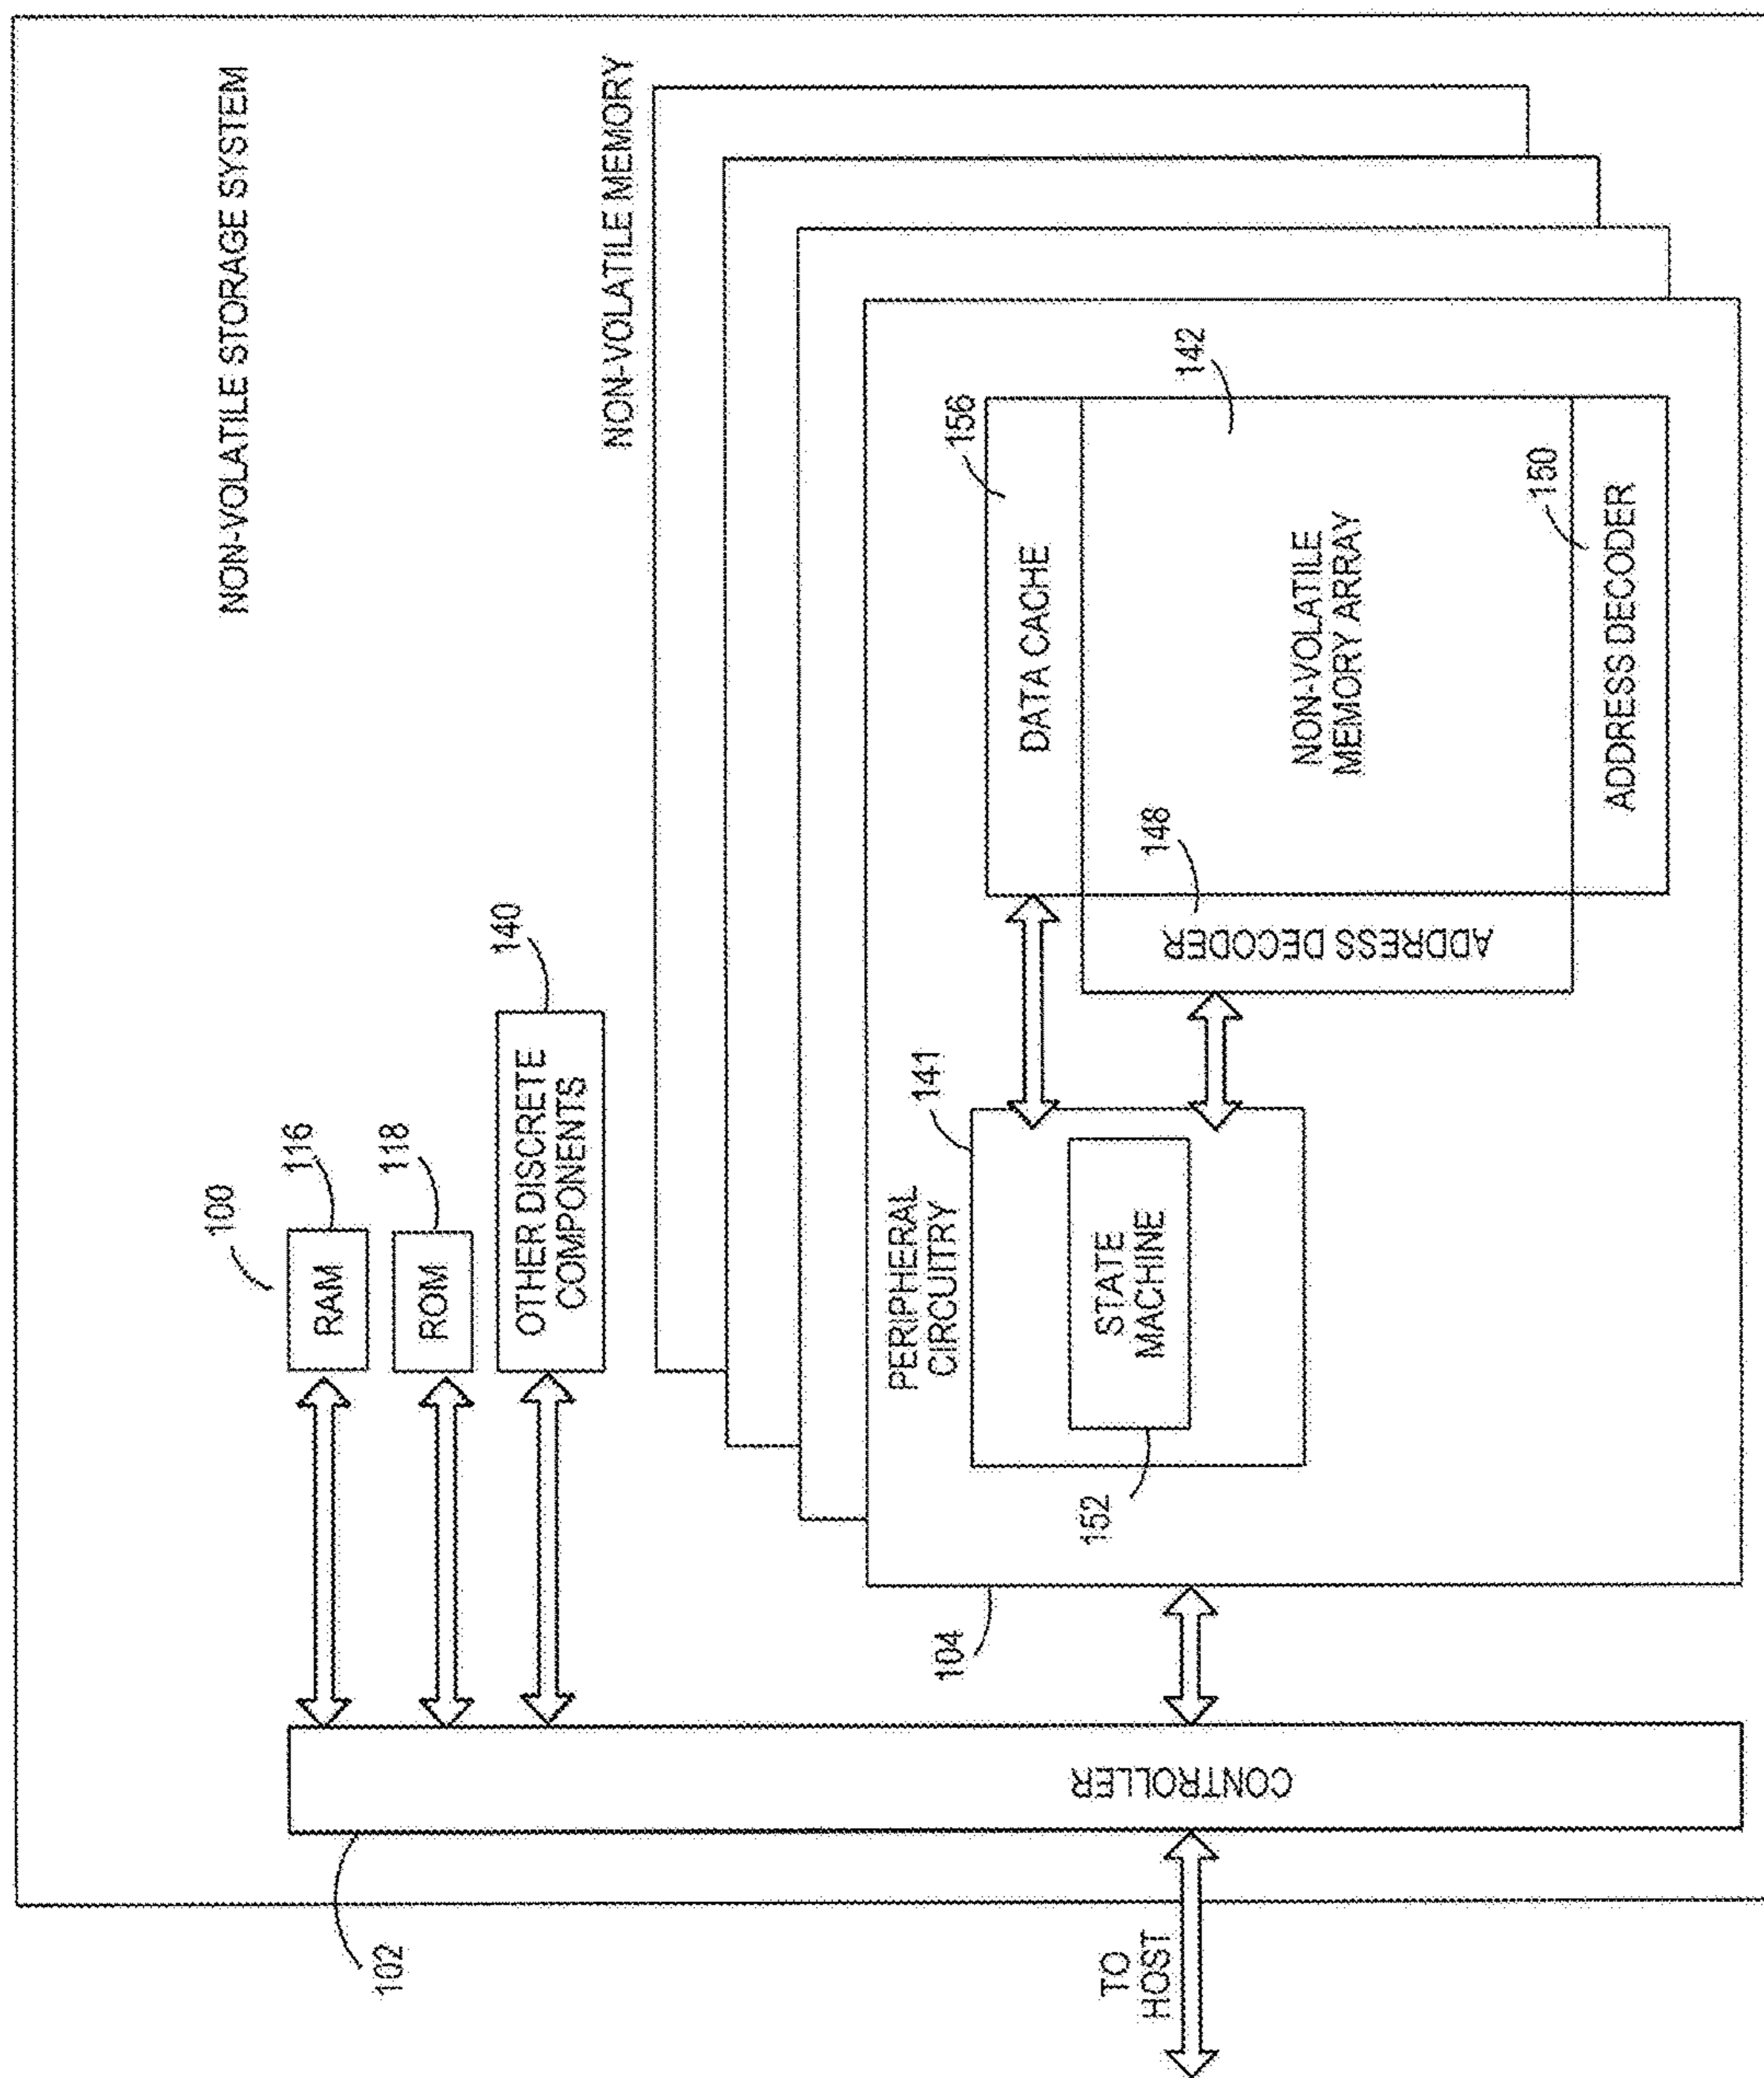 NON-VOLATILE STORAGE SYSTEM
100
RAM
116
ROM
118
OTHER DISCRETE
COMPONENTS
140
NON-VOLATILE MEMORY
102
CONTROLLER
TO
HOST
104
PERIPHERAL
CIRCUITRY
141
STATE
MACHINE
152
DATA CACHE
156
ADDRESS DECODER
148
NON-VOLATILE
MEMORY ARRAY
142
ADDRESS DECODER
150